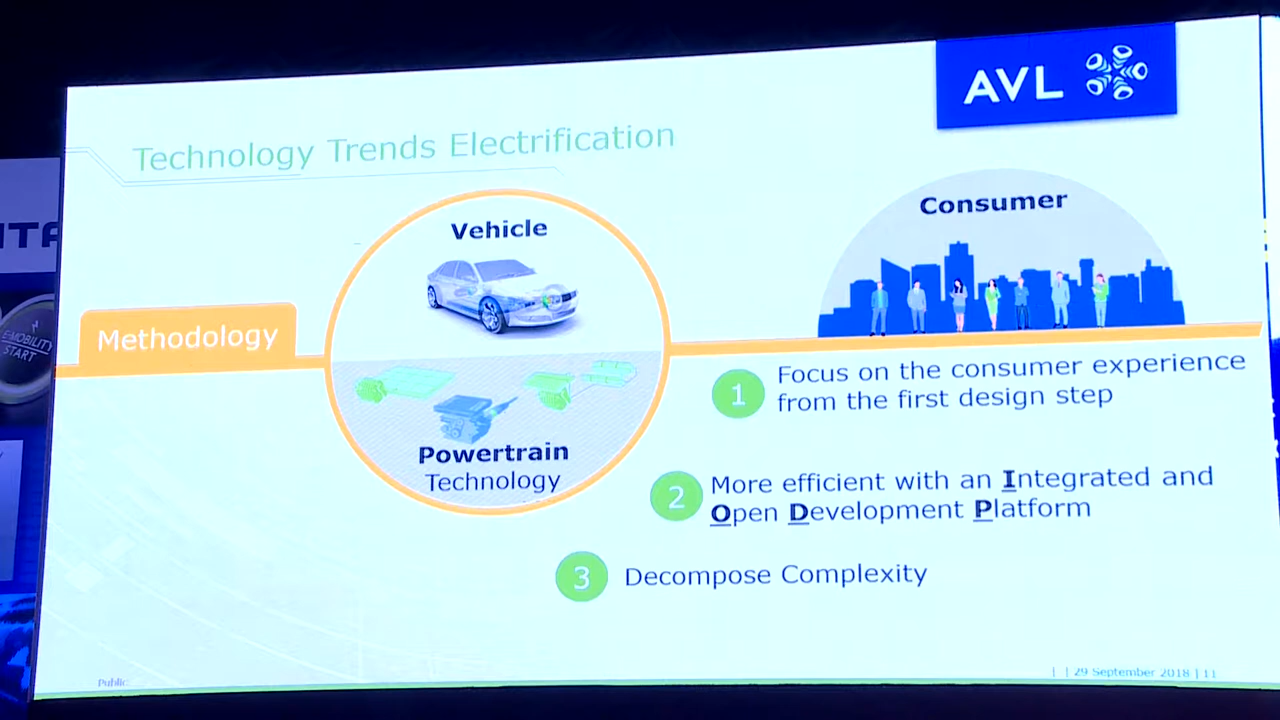 AVL
Technology Trends Electrification
Vehicle
Consumer
Methodology
E-MOBILITY
START
Powertrain
Technology
1 Focus on the consumer experience
from the first design step
2 More efficient with an Integrated and
Open Development Platform
3 Decompose Complexity
Public
| | 29 September 2018 | 11